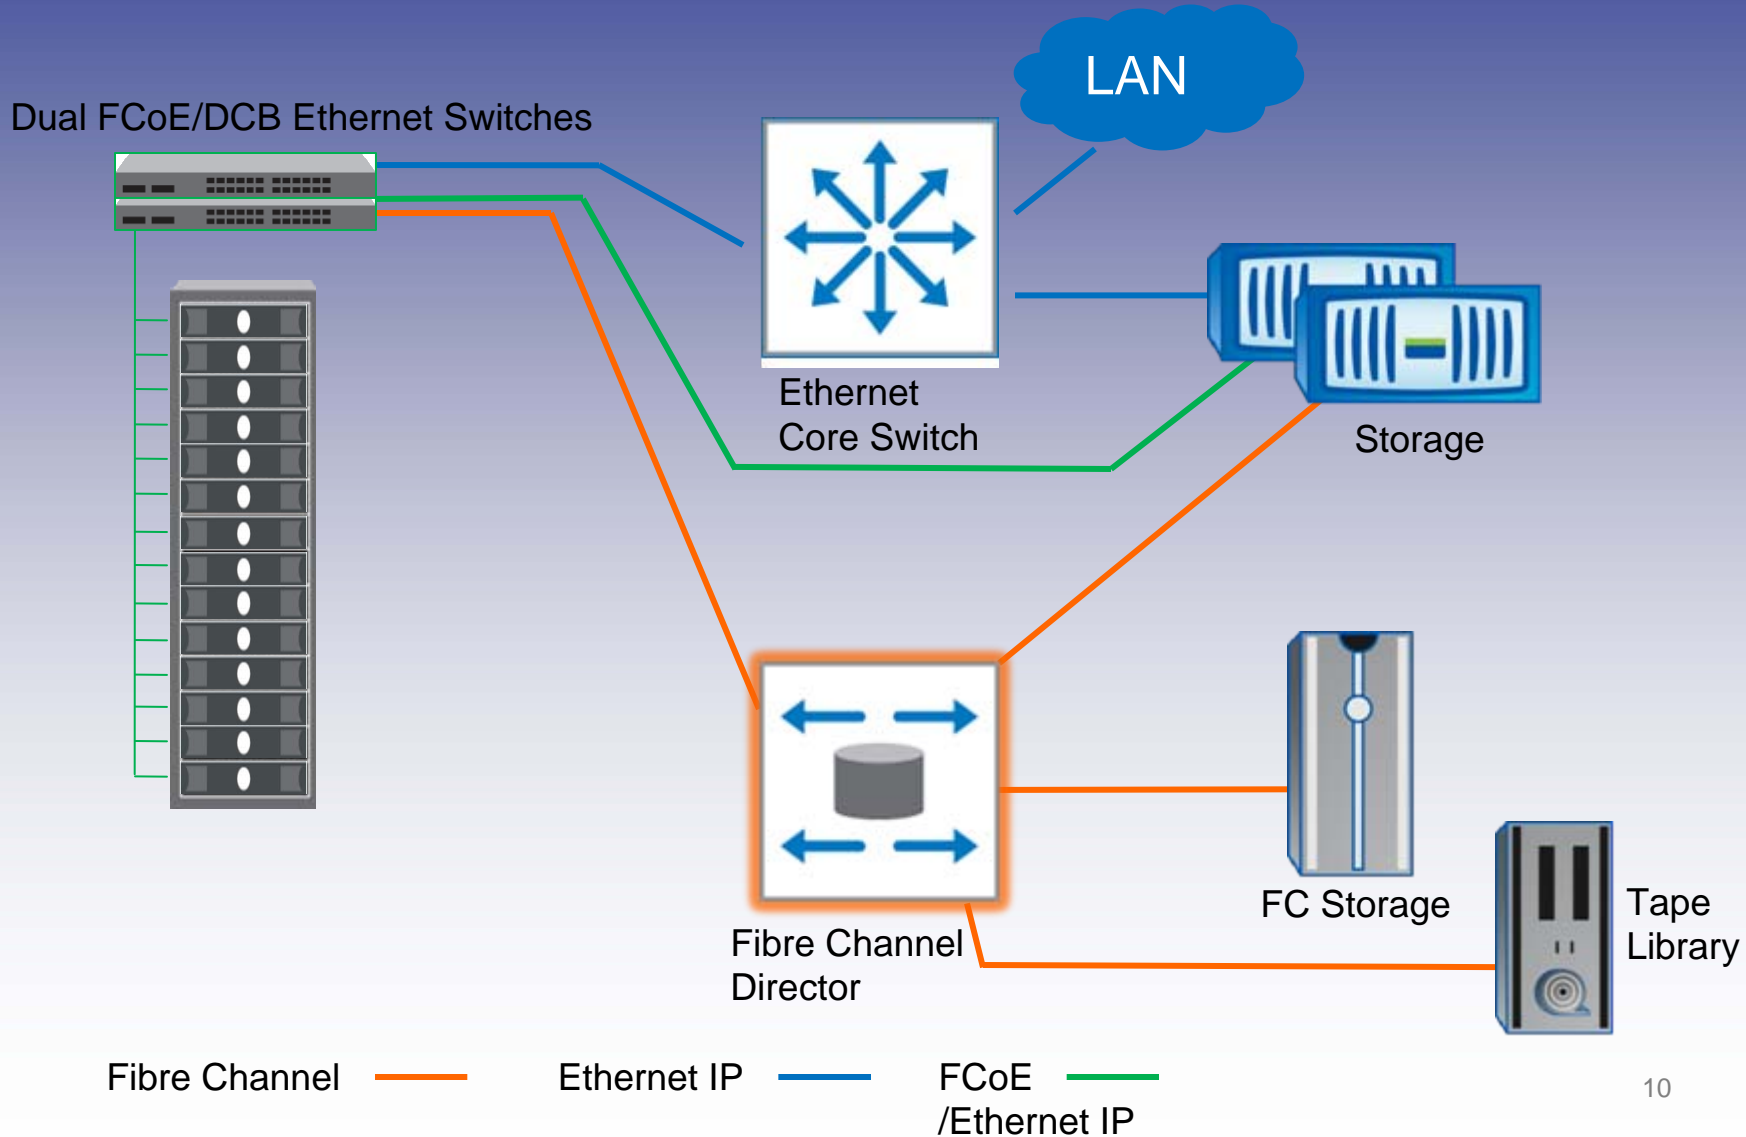 LAN
Dual FCoE/DCB Ethernet Switches
Ethernet
Core Switch
Storage
FC Storage
Tape
Library
Fibre Channel
Director
Fibre Channel
Ethernet IP
FCoE
/Ethernet IP
10